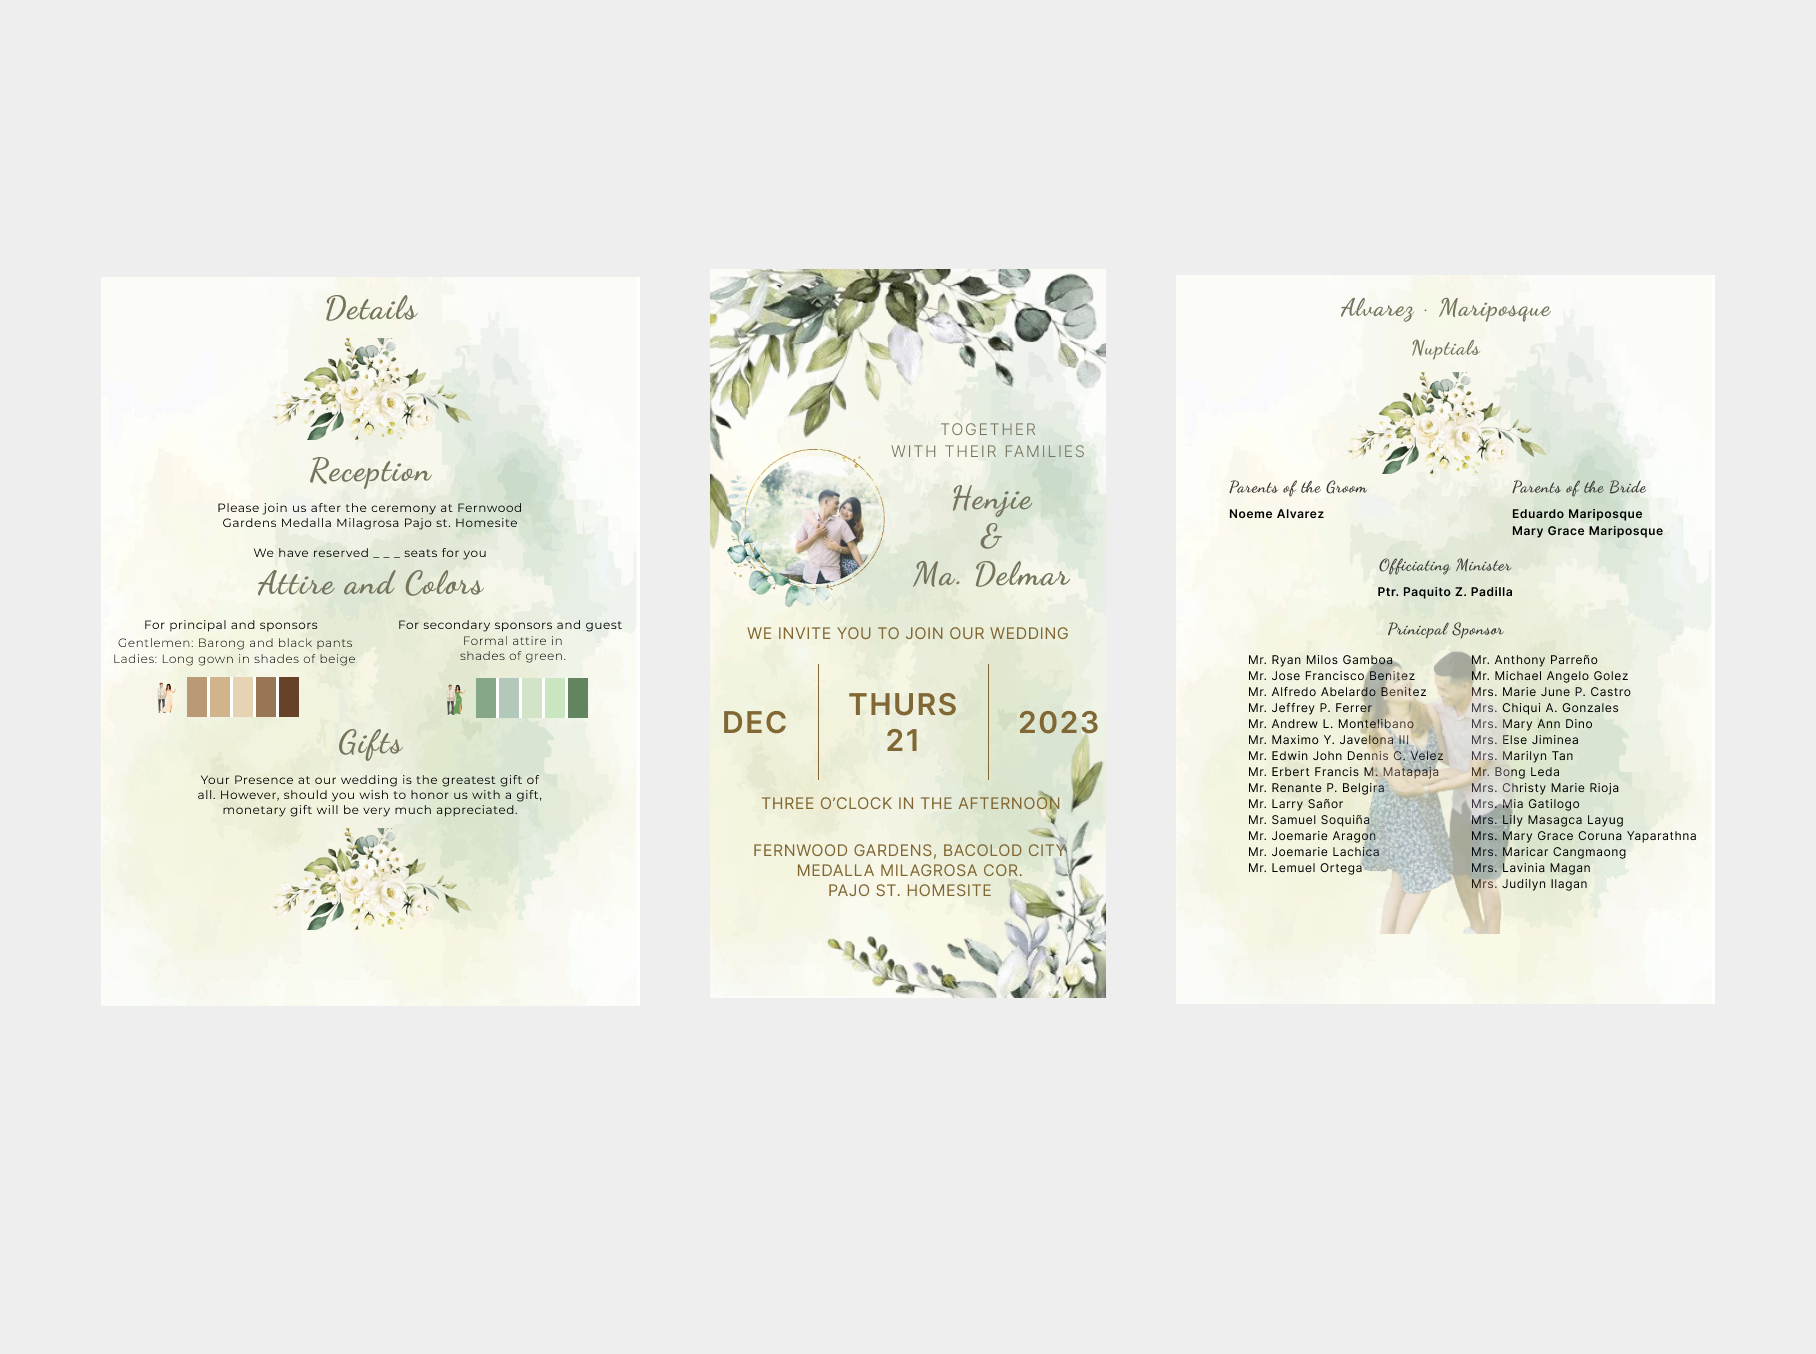 Details
Reception
Please join us after the ceremony at Fernwood
Gardens Medalla Milagrosa Pajo st. Homesite
We have reserved _ _ _ seats for you
Attire and Colors
For principal and sponsors
Gentlemen: Barong and black pants
Ladies: Long gown in shades of beige
For secondary sponsors and guest
Formal attire in
shades of green.
Gifts
Your Presence at our wedding is the greatest gift of
all. However, should you wish to honor us with a gift,
monetary gift will be very much appreciated.
TOGETHER
WITH THEIR FAMILIES
Henjie
&
Ma. Delmar
WE INVITE YOU TO JOIN OUR WEDDING
DEC
THURS
21
2023
THREE O'CLOCK IN THE AFTERNOON
FERNWOOD GARDENS, BACOLOD CITY
MEDALLA MILAGROSA COR.
PAJO ST. HOMESITE
Alvarez · Mariposque
Nuptials
Parents of the Groom
Noeme Alvarez
Parents of the Bride
Eduardo Mariposque
Mary Grace Mariposque
Officiating Minister
Ptr. Paquito Z. Padilla
Prinicpal Sponsor
Mr. Ryan Milos Gamboa
Mr. Jose Francisco Benitez
Mr. Alfredo Abelardo Benitez
Mr. Jeffrey P. Ferrer
Mr. Andrew L. Montelibano
Mr. Maximo Y. Javelona III
Mr. Edwin John Dennis C. Velez
Mr. Erbert Francis M. Matapaja
Mr. Renante P. Belgira
Mr. Larry Sañor
Mr. Samuel Soquiña
Mr. Joemarie Aragon
Mr. Joemarie Lachica
Mr. Lemuel Ortega
Mr. Anthony Parreño
Mr. Michael Angelo Golez
Mrs. Marie June P. Castro
Mrs. Chiqui A. Gonzales
Mrs. Mary Ann Dino
Mrs. Else Jiminea
Mrs. Marilyn Tan
Mr. Bong Leda
Mrs. Christy Marie Rioja
Mrs. Mia Gatilogo
Mrs. Lily Masagca Layug
Mrs. Mary Grace Coruna Yaparathna
Mrs. Maricar Cangmaong
Mrs. Lavinia Magan
Mrs. Judilyn Ilagan